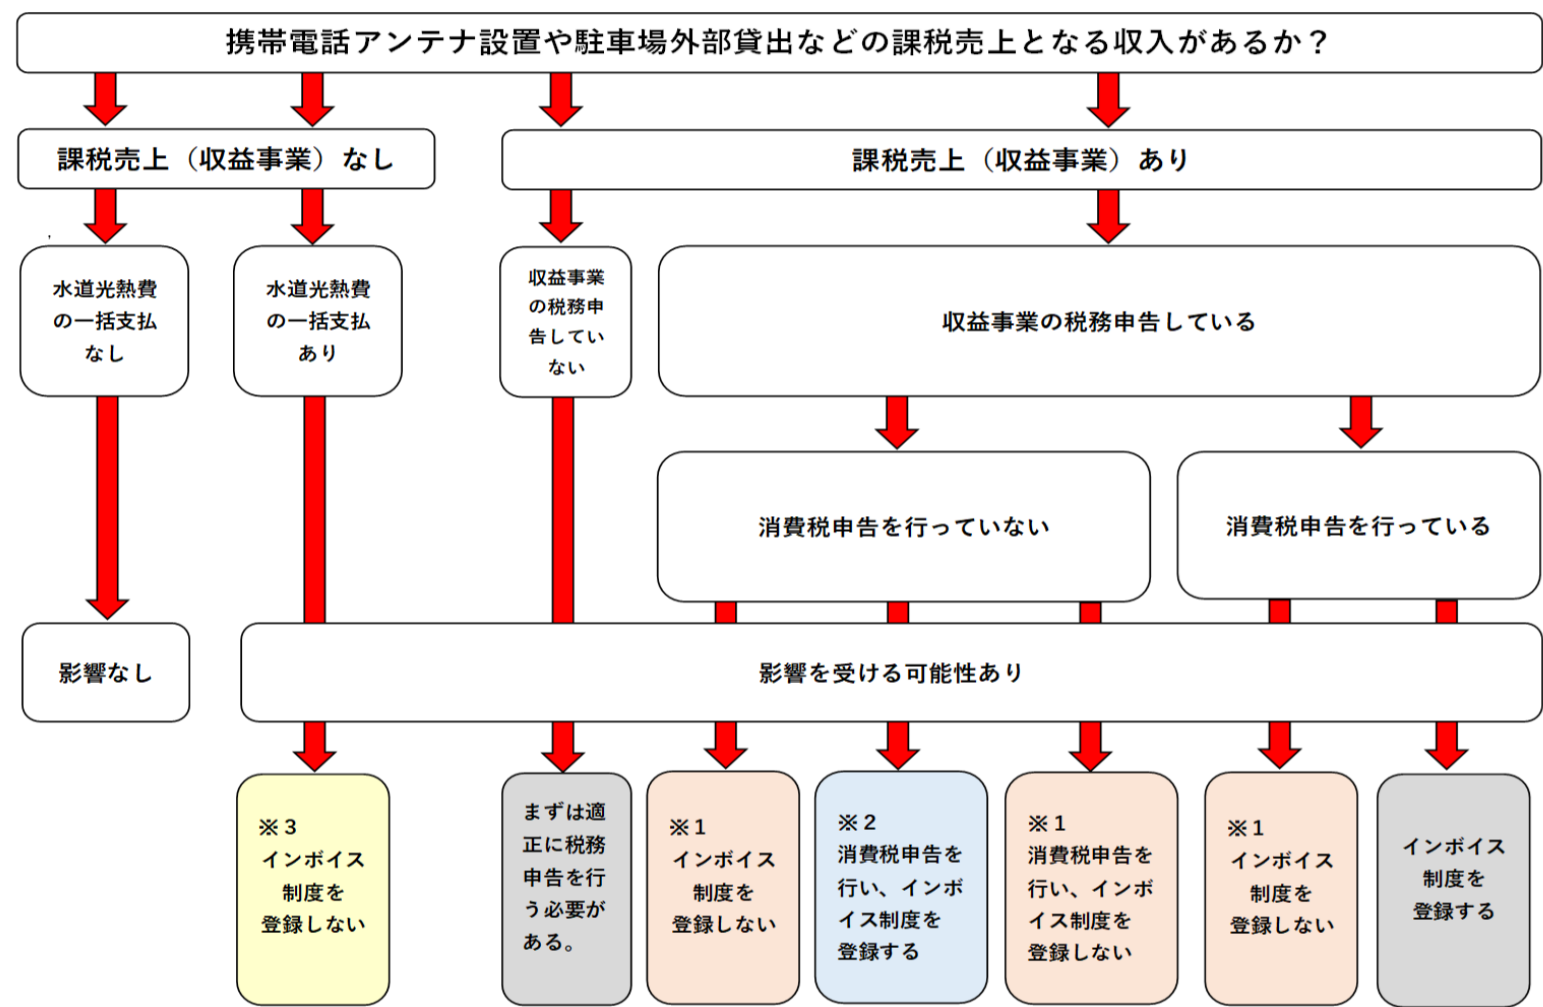 携帯電話アンテナ設置や駐車場外部貸出などの課税売上となる収入があるか？
課税売上（収益事業）なし
課税売上（収益事業）あり
水道光熱費
の一括支払
なし
水道光熱費
の一括支払
あり
収益事業
の税務申
告してい
ない
収益事業の税務申告している
消費税申告を行っていない
消費税申告を行っている
影響なし
影響を受ける可能性あり
※３
インボイス
制度を
登録しない
まずは適
正に税務
申告を行
う必要が
ある。
※１
インボイス
制度を
登録しない
※２
消費税申告を
行い、インボ
イス制度を
登録する
※１
消費税申告を
行い、インボ
イス制度を
登録しない
※１
インボイス
制度を
登録しない
インボイス
制度を
登録する